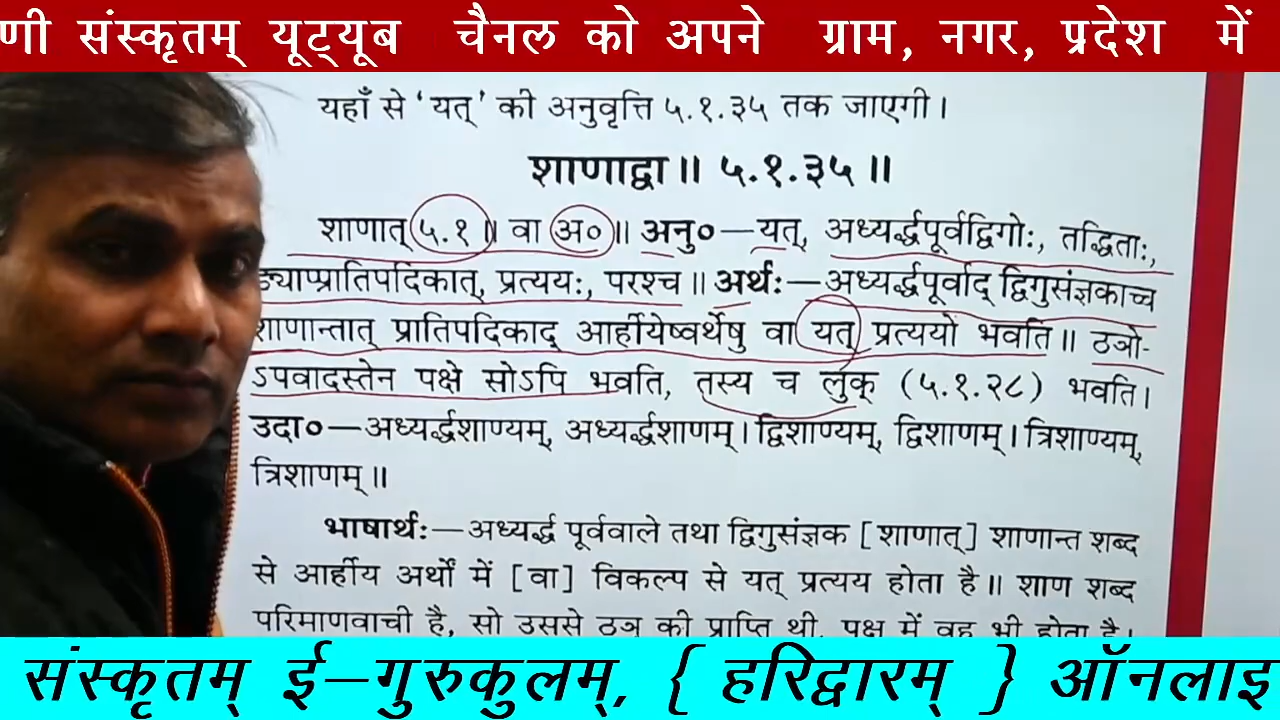 णी संस्कृतम् यूट्यूब चैनल को अपने ग्राम, नगर, प्रदेश में
यहाँ से ‘यत्’ की अनुवृत्ति ५.१.३५ तक जाएगी।
शाणाद्वा॥ ५.१.३५॥
शाणात् ५.१॥ वा अ०॥ अनु०—यत्, अध्यर्द्धपूर्वद्विगोः, तद्धिताः,
ङ्याप्प्रातिपदिकात्, प्रत्ययः, परश्च॥ अर्थः—अध्यर्द्धपूर्वाद् द्विगुसंज्ञकाच्च
शाणान्तात् प्रातिपदिकाद् आर्हीयेष्वर्थेषु वा यत् प्रत्ययो भवति॥ ठञो-
ऽपवादस्तेन पक्षे सोऽपि भवति, तस्य च लुक् (५.१.२८) भवति।
उदा०—अध्यर्द्धशाण्यम्, अध्यर्द्धशाणम्। द्विशाण्यम्, द्विशाणम्। त्रिशाण्यम्,
त्रिशाणम्॥
भाषार्थः—अध्यर्द्ध पूर्ववाले तथा द्विगुसंज्ञक [शाणात्] शाणान्त शब्द
से आर्हीय अर्थों में [वा] विकल्प से यत् प्रत्यय होता है॥ शाण शब्द
परिमाणवाची है, सो उससे ठञ् की प्राप्ति थी, पक्ष में वह भी होता है।
संस्कृतम् ई–गुरुकुलम्, { हरिद्वारम् } ऑनलाइ